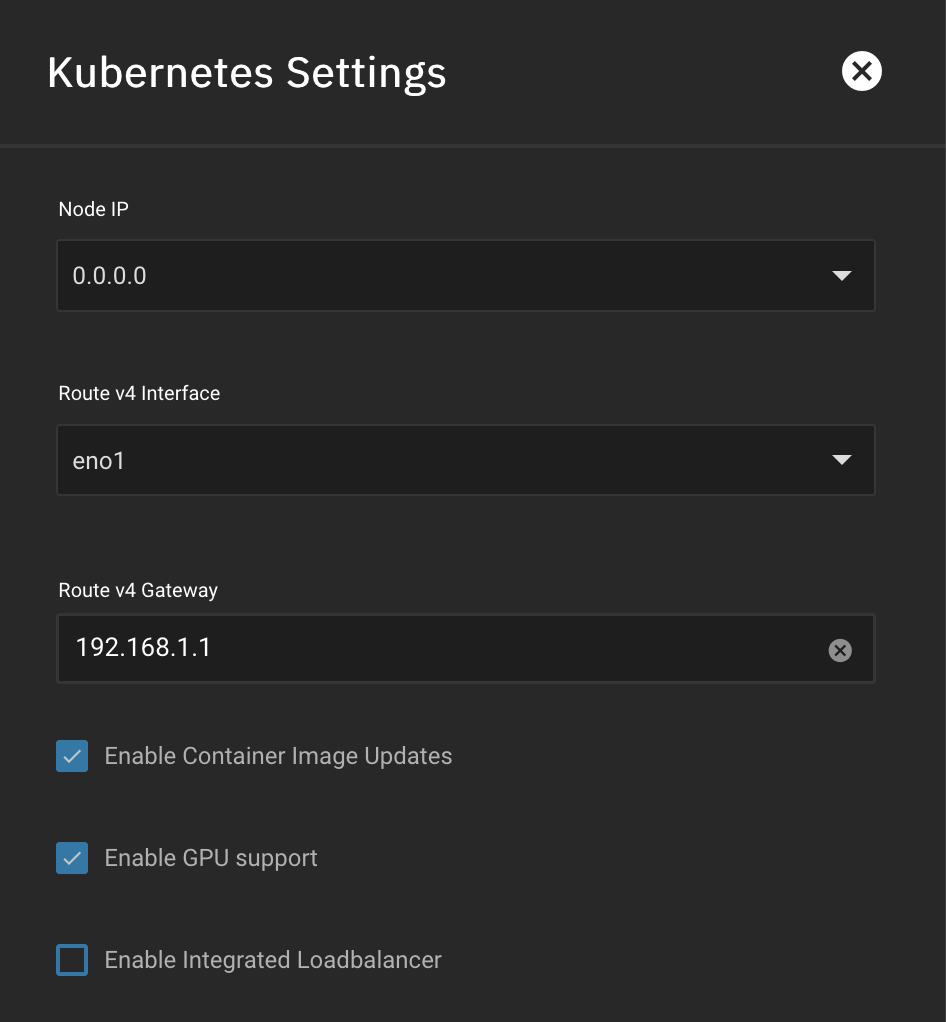 Kubernetes Settings
Node IP
0.0.0.0
Route v4 Interface
eno1
Route v4 Gateway
192.168.1.1
Enable Container Image Updates
Enable GPU support
Enable Integrated Loadbalancer